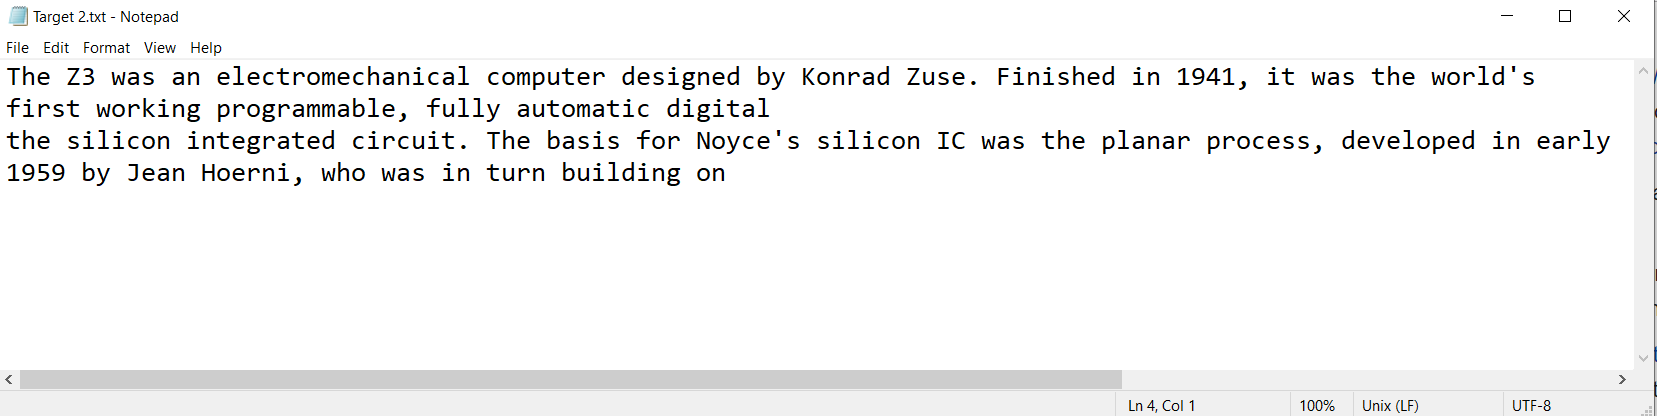 Target 2.txt - Notepad
File Edit Format View Help
The Z3 was an electromechanical computer designed by Konrad Zuse. Finished in 1941, it was the world's
first working programmable, fully automatic digital
the silicon integrated circuit. The basis for Noyce's silicon IC was the planar process, developed in early
1959 by Jean Hoerni, who was in turn building on
Ln 4, Col 1 100% Unix (LF) UTF-8